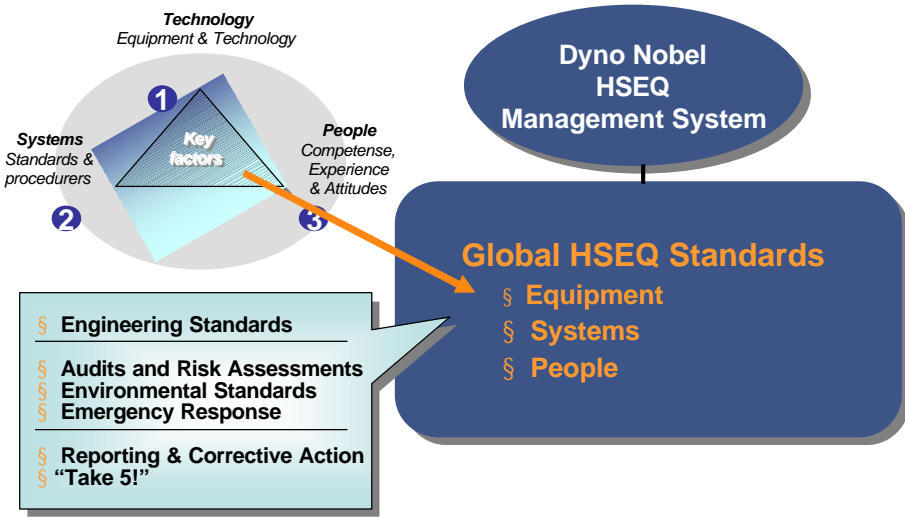 Technology
Equipment & Technology
1
Systems
Standards &
procedurers
2
Key
factors
People
Competense,
Experience
& Attitudes
3
Dyno Nobel
HSEQ
Management System
Global HSEQ Standards
§ Equipment
§ Systems
§ People
§ Engineering Standards
§ Audits and Risk Assessments
§ Environmental Standards
§ Emergency Response
§ Reporting & Corrective Action
§ “Take 5!”